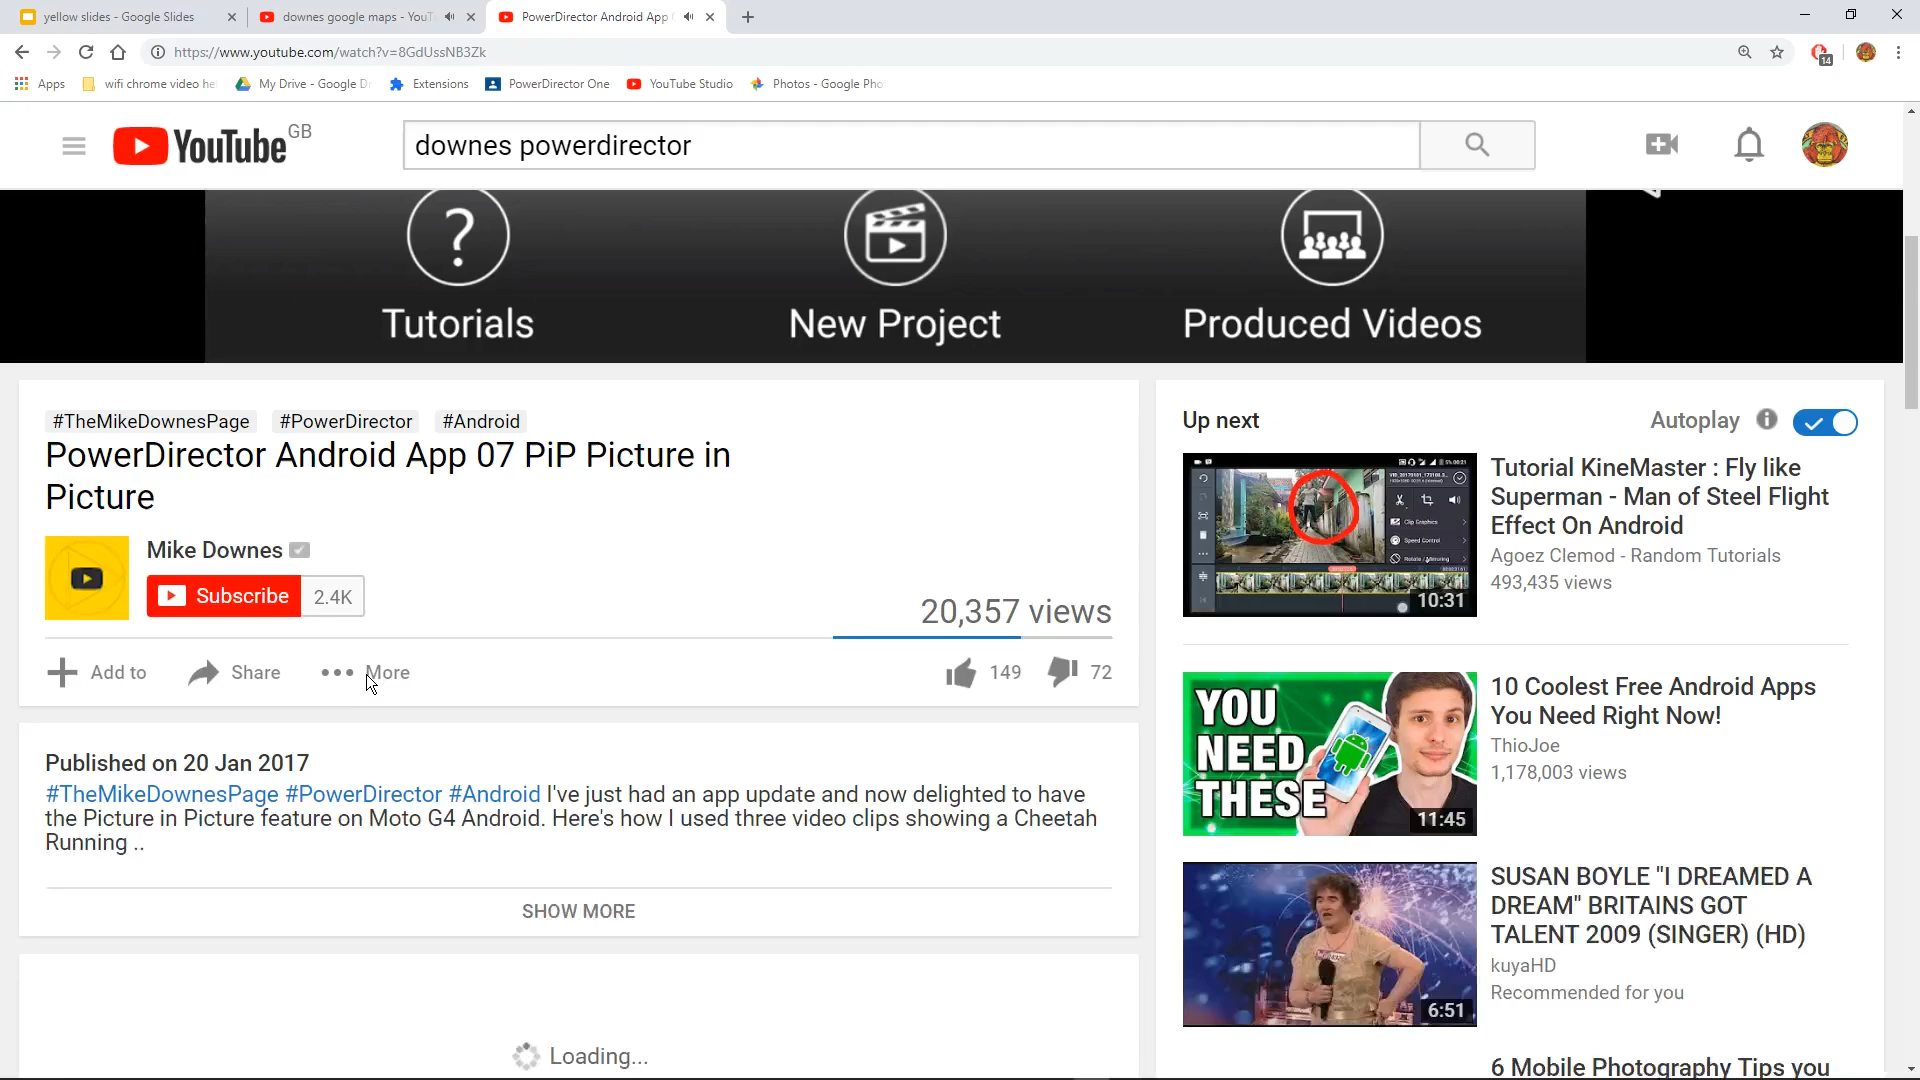 yellow slides - Google Slides
downes google maps - YouT
PowerDirector Android App
https://www.youtube.com/watch?v=8GdUssNB3Zk
14
Apps
wifi chrome video he
My Drive - Google D
Extensions
PowerDirector One
YouTube Studio
Photos - Google Pho
YouTube GB
downes powerdirector
?
Tutorials
New Project
Produced Videos
#TheMikeDownesPage #PowerDirector #Android
PowerDirector Android App 07 PiP Picture in
Picture
Mike Downes
Subscribe 2.4K
20,357 views
Add to
Share
More
149
72
Published on 20 Jan 2017
#TheMikeDownesPage #PowerDirector #Android I've just had an app update and now delighted to have
the Picture in Picture feature on Moto G4 Android. Here's how I used three video clips showing a Cheetah
Running ..
SHOW MORE
Loading...
Up next
Autoplay
Clip Graphics
Speed Control
Rotate / Mirroring
10:31
Tutorial KineMaster : Fly like
Superman - Man of Steel Flight
Effect On Android
Agoez Clemod - Random Tutorials
493,435 views
YOU
NEED
THESE
11:45
10 Coolest Free Android Apps
You Need Right Now!
ThioJoe
1,178,003 views
6:51
SUSAN BOYLE "I DREAMED A
DREAM" BRITAINS GOT
TALENT 2009 (SINGER) (HD)
kuyaHD
Recommended for you
6 Mobile Photography Tips you